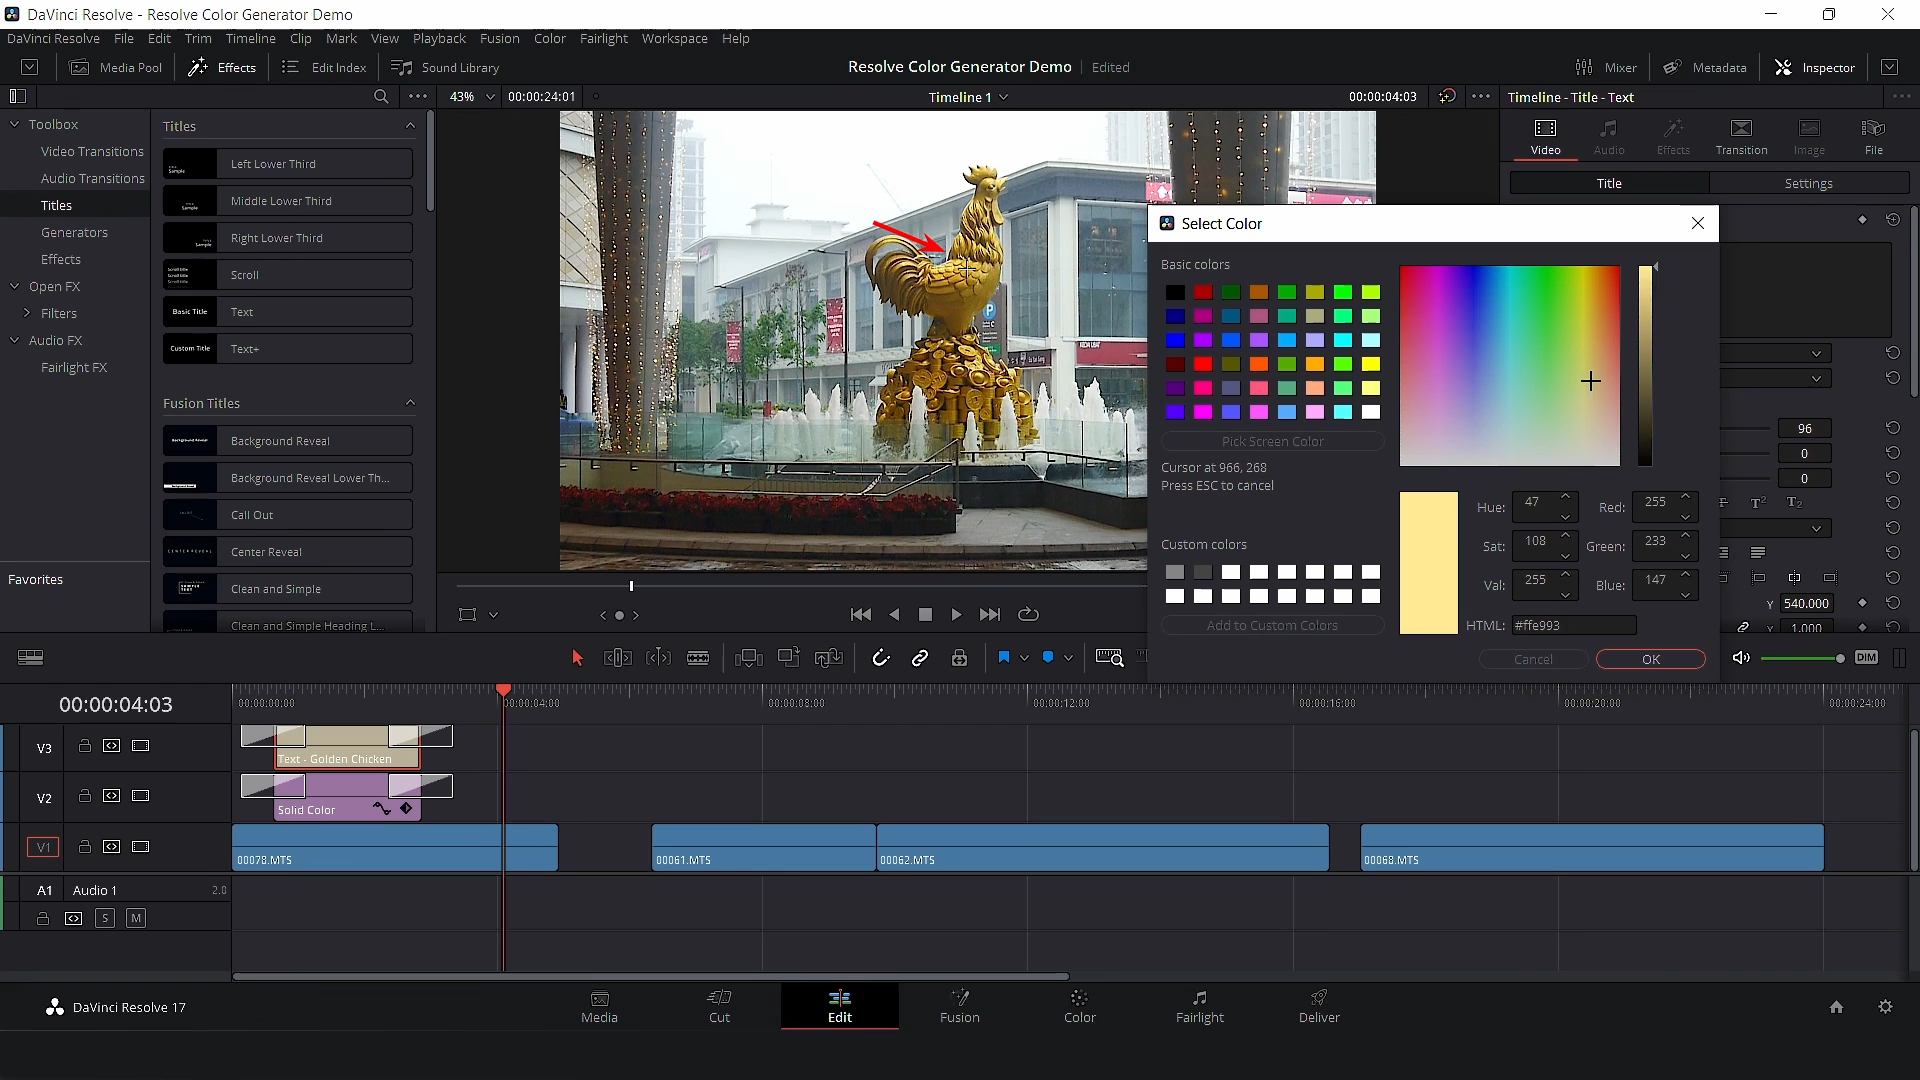 DaVinci Resolve - Resolve Color Generator Demo
DaVinci Resolve File Edit Trim Timeline Clip Mark View Playback Fusion Color Fairlight Workspace Help
Media Pool Effects Edit Index Sound Library Resolve Color Generator Demo Edited Mixer Metadata Inspector
43% 00:00:24:01 Timeline 1 00:00:04:03 Timeline - Title - Text
Toolbox
Video Transitions
Audio Transitions
Titles
Generators
Effects
Open FX
Filters
Audio FX
Fairlight FX
Favorites
Titles
Left Lower Third
Middle Lower Third
Right Lower Third
Scroll
Basic Title Text
Custom Title Text+
Fusion Titles
Background Reveal
Background Reveal Lower Th...
Call Out
Center Reveal
Clean and Simple
Clean and Simple Heading L...
Video Audio Effects Transition Image File
Title Settings
Select Color
Basic colors
Pick Screen Color
Cursor at 966, 268
Press ESC to cancel
Custom colors
Add to Custom Colors
Hue: 47 Red: 255
Sat: 108 Green: 233
Val: 255 Blue: 147
HTML: #ffe993
Cancel OK
96
0
0
Y 540.000
Y 1.000
DIM
00:00:04:03
00:00:00:00 00:00:04:00 00:00:08:00 00:00:12:00 00:00:16:00 00:00:20:00 00:00:24:00
V3
Text - Golden Chicken
V2
Solid Color
V1
00078.MTS 00061.MTS 00062.MTS 00068.MTS
A1 Audio 1 2.0
S M
DaVinci Resolve 17
Media Cut Edit Fusion Color Fairlight Deliver